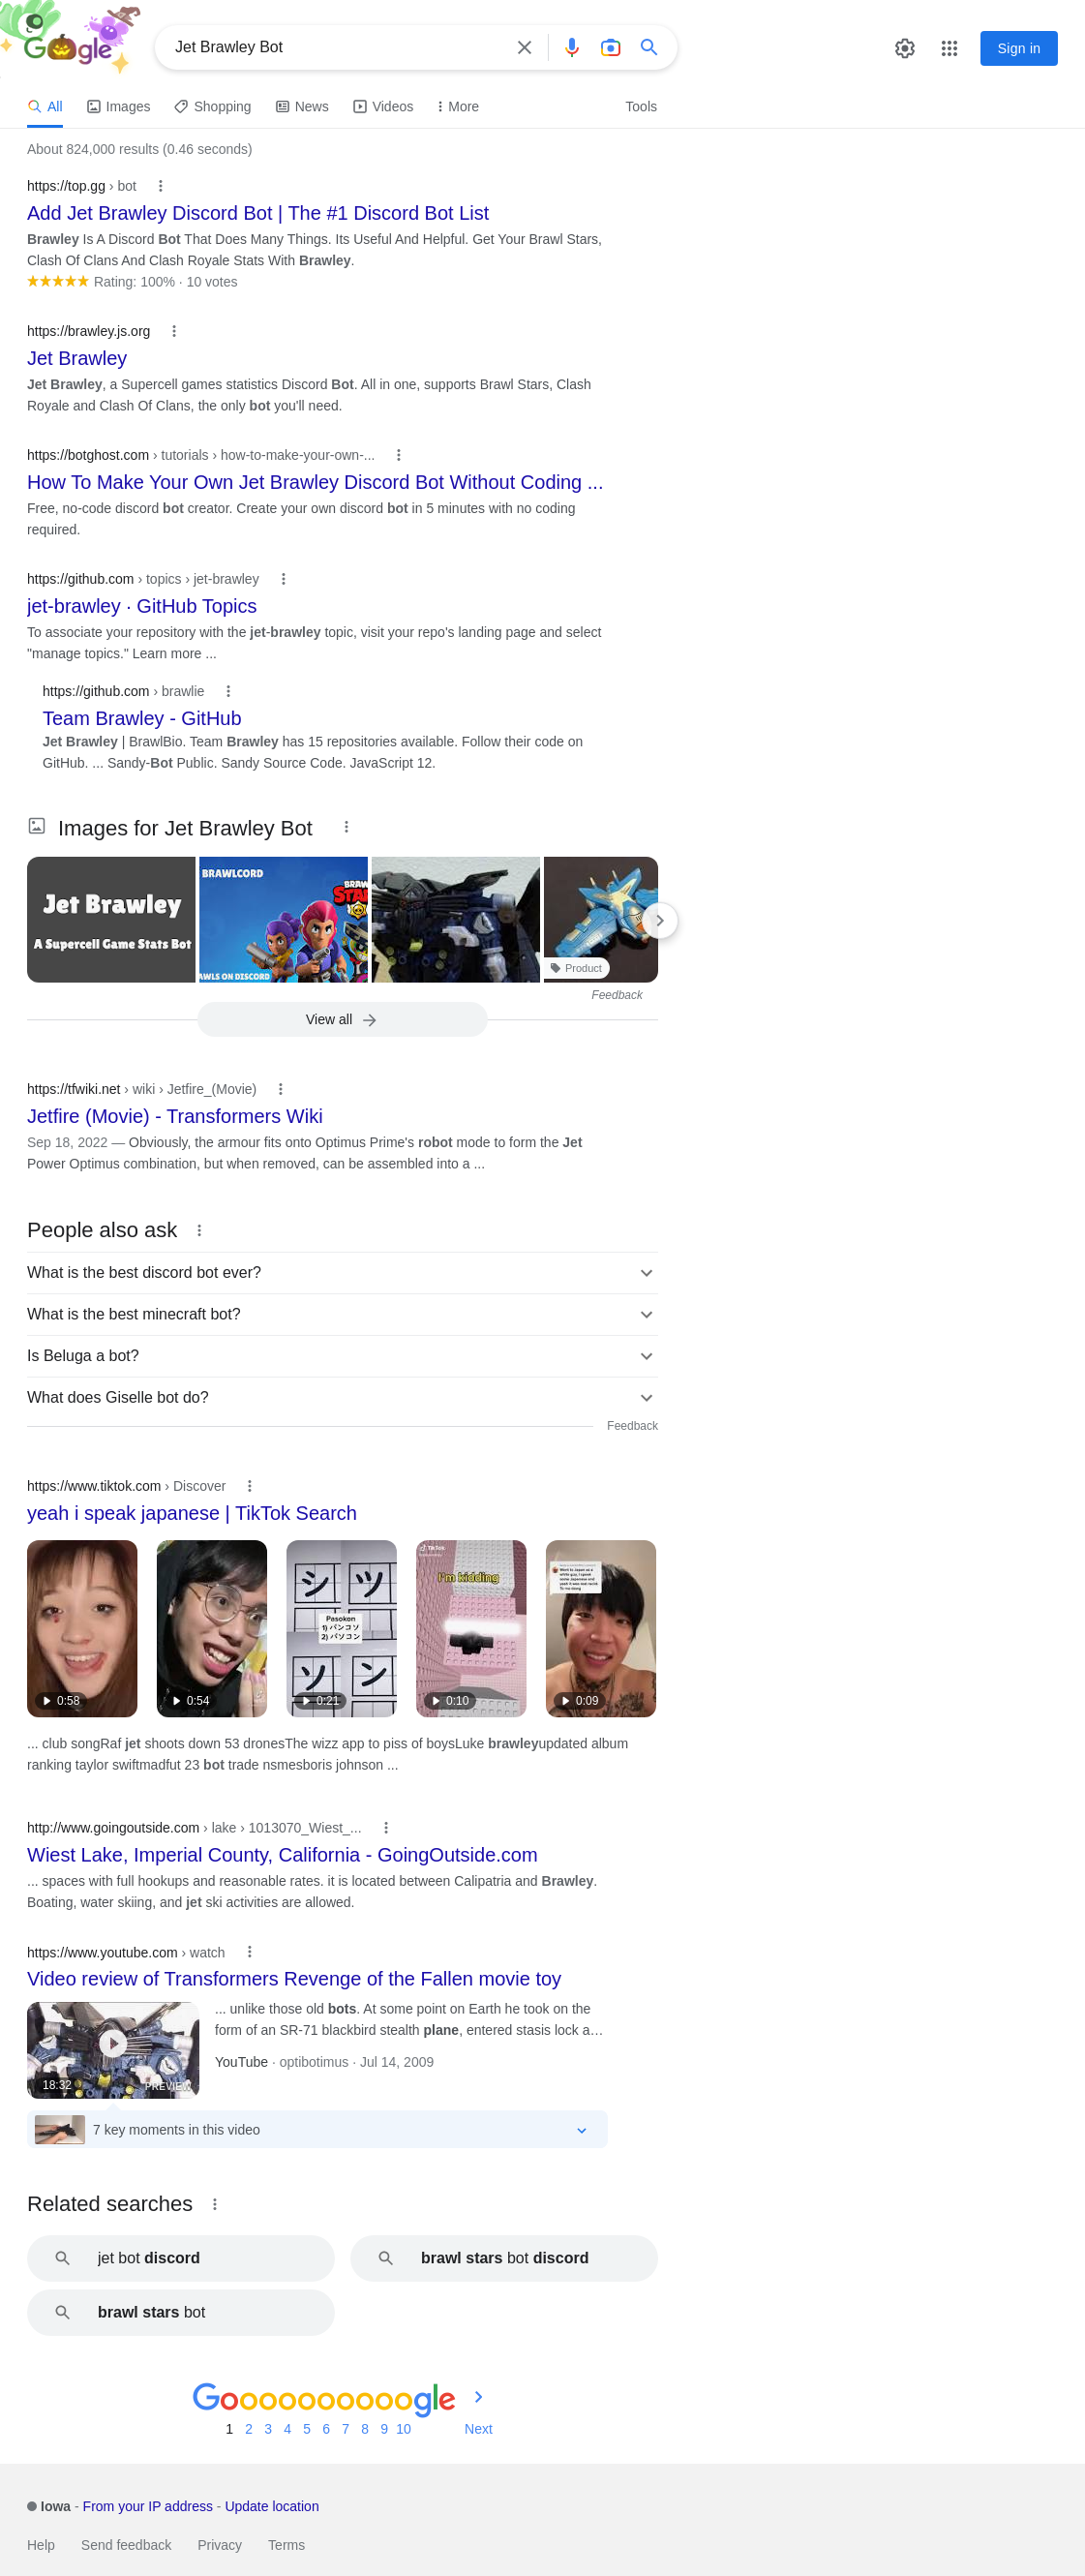 Google
Jet Brawley Bot
Sign in
All
Images
Shopping
News
Videos
More
Tools
About 824,000 results (0.46 seconds)
https://top.gg › bot
Add Jet Brawley Discord Bot | The #1 Discord Bot List
Brawley Is A Discord Bot That Does Many Things. Its Useful And Helpful. Get Your Brawl Stars,
Clash Of Clans And Clash Royale Stats With Brawley.
Rating: 100% · 10 votes
https://brawley.js.org
Jet Brawley
Jet Brawley, a Supercell games statistics Discord Bot. All in one, supports Brawl Stars, Clash
Royale and Clash Of Clans, the only bot you'll need.
https://botghost.com › tutorials › how-to-make-your-own-...
How To Make Your Own Jet Brawley Discord Bot Without Coding ...
Free, no-code discord bot creator. Create your own discord bot in 5 minutes with no coding
required.
https://github.com › topics › jet-brawley
jet-brawley · GitHub Topics
To associate your repository with the jet-brawley topic, visit your repo's landing page and select
"manage topics." Learn more ...
https://github.com › brawlie
Team Brawley - GitHub
Jet Brawley | BrawlBio. Team Brawley has 15 repositories available. Follow their code on
GitHub. ... Sandy-Bot Public. Sandy Source Code. JavaScript 12.
Images for Jet Brawley Bot
Jet Brawley
A Supercell Game Stats Bot
BRAWLCORD
BRAW
STA
AWLS ON DISCORD
Product
Feedback
View all
https://tfwiki.net › wiki › Jetfire_(Movie)
Jetfire (Movie) - Transformers Wiki
Sep 18, 2022 — Obviously, the armour fits onto Optimus Prime's robot mode to form the Jet
Power Optimus combination, but when removed, can be assembled into a ...
People also ask
What is the best discord bot ever?
What is the best minecraft bot?
Is Beluga a bot?
What does Giselle bot do?
Feedback
https://www.tiktok.com › Discover
yeah i speak japanese | TikTok Search
0:58
0:54
シ ツ
Pasokon
1) パンコソ
2) パソコン
ソ ン
0:21
TikTok
I'm kidding
0:10
0:09
... club songRaf jet shoots down 53 dronesThe wizz app to piss of boysLuke brawleyupdated album
ranking taylor swiftmadfut 23 bot trade nsmesboris johnson ...
http://www.goingoutside.com › lake › 1013070_Wiest_...
Wiest Lake, Imperial County, California - GoingOutside.com
... spaces with full hookups and reasonable rates. it is located between Calipatria and Brawley.
Boating, water skiing, and jet ski activities are allowed.
https://www.youtube.com › watch
Video review of Transformers Revenge of the Fallen movie toy
18:32
PREVIEW
... unlike those old bots. At some point on Earth he took on the
form of an SR-71 blackbird stealth plane, entered stasis lock a…
YouTube · optibotimus · Jul 14, 2009
7 key moments in this video
Related searches
jet bot discord
brawl stars bot discord
brawl stars bot
Goooooooooogle
1 2 3 4 5 6 7 8 9 10 Next
Iowa - From your IP address - Update location
Help Send feedback Privacy Terms